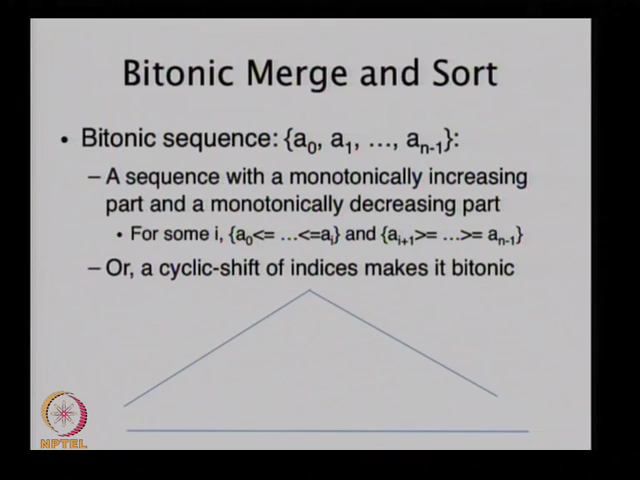 Bitonic Merge and Sort
• Bitonic sequence: {a0, a1, …, an-1}:
– A sequence with a monotonically increasing
part and a monotonically decreasing part
• For some i, {a0<= …<=ai} and {ai+1>= …>= an-1}
– Or, a cyclic-shift of indices makes it bitonic
NPTEL